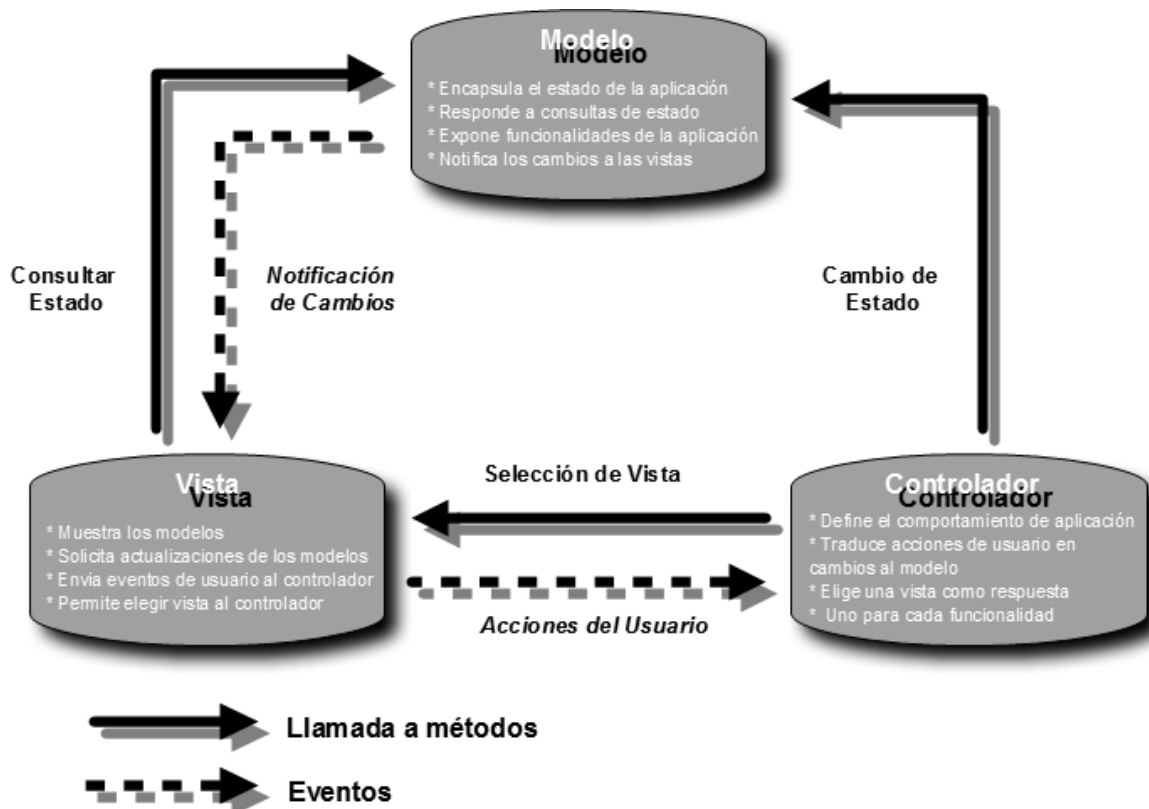 Modelo
* Encapsula el estado de la aplicación
* Responde a consultas de estado
* Expone funcionalidades de la aplicación
* Notifica los cambios a las vistas
Consultar
Estado
Notificación
de Cambios
Cambio de
Estado
Vista
* Muestra los modelos
* Solicita actualizaciones de los modelos
* Envia eventos de usuario al controlador
* Permite elegir vista al controlador
Selección de Vista
Acciones del Usuario
Controlador
* Define el comportamiento de aplicación
* Traduce acciones de usuario en
cambios al modelo
* Elige una vista como respuesta
* Uno para cada funcionalidad
Llamada a métodos
Eventos